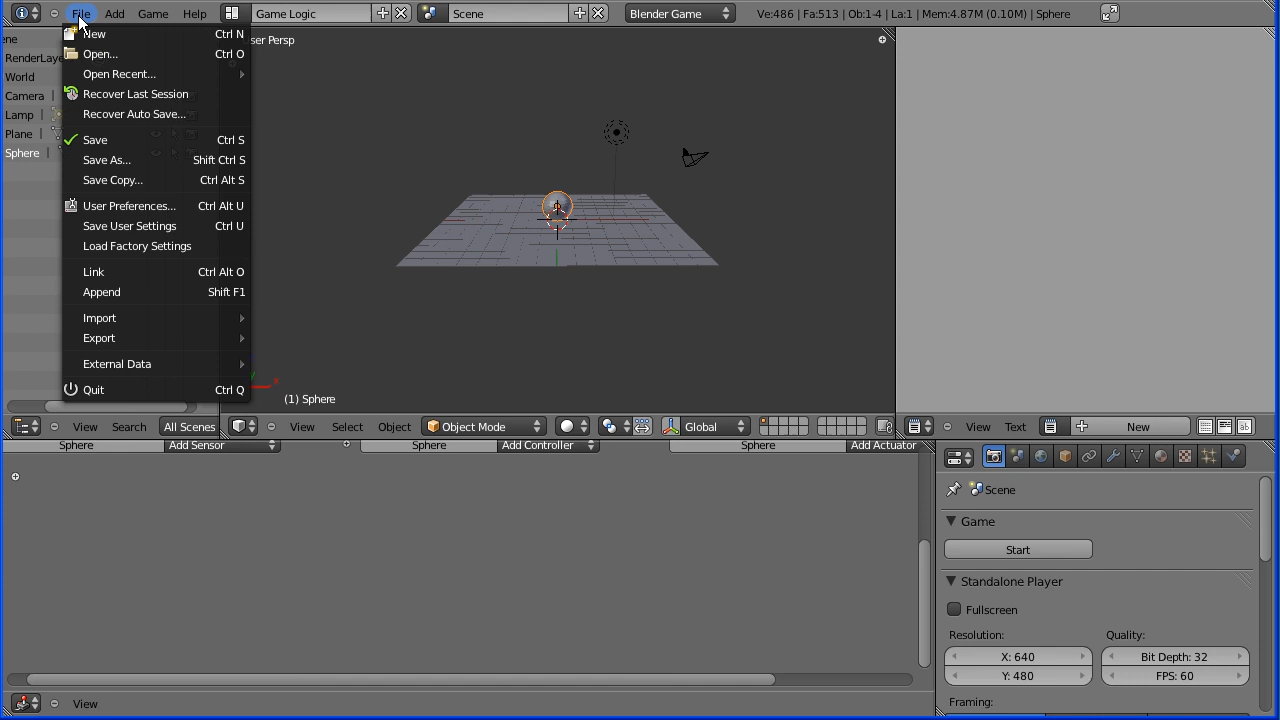 File Add Game Help Game Logic Scene Blender Game Ve:486 | Fa:513 | Ob:1-4 | La:1 | Mem:4.87M (0.10M) | Sphere
New Ctrl N
Open... Ctrl O
Open Recent...
Recover Last Session
Recover Auto Save...
Save Ctrl S
Save As... Shift Ctrl S
Save Copy... Ctrl Alt S
User Preferences... Ctrl Alt U
Save User Settings Ctrl U
Load Factory Settings
Link Ctrl Alt O
Append Shift F1
Import
Export
External Data
Quit Ctrl Q
ene
RenderLaye
World
Camera |
Lamp |
Plane |
Sphere |
ser Persp
x
y
(1) Sphere
View Search All Scenes
View Select Object Object Mode Global
View Text New
Sphere Add Sensor Sphere Add Controller Sphere Add Actuator
Scene
Game
Start
Standalone Player
Fullscreen
Resolution: Quality:
X: 640 Bit Depth: 32
Y: 480 FPS: 60
Framing:
View